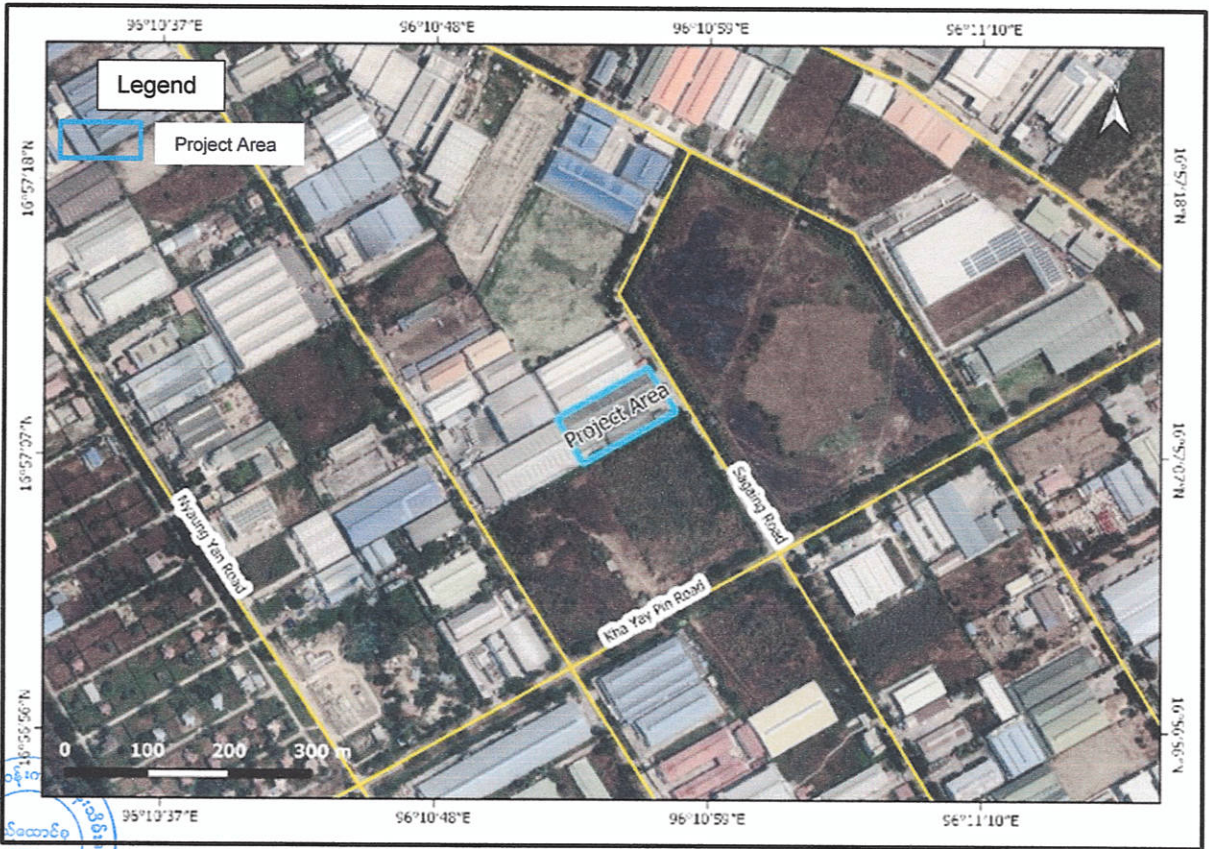 96°10'37"E 96°10'48"E 96°10'59"E 96°11'10"E
Legend
Project Area
N
16°57'18"N
16°57'18"N
16°57'07"N
16°57'07"N
Project Area
Sagaing Road
Nyaung Yan Road
Kha Yay Pin Road
16°56'56"N
16°56'56"N
0 100 200 300 m
96°10'37"E 96°10'48"E 96°10'59"E 96°11'10"E